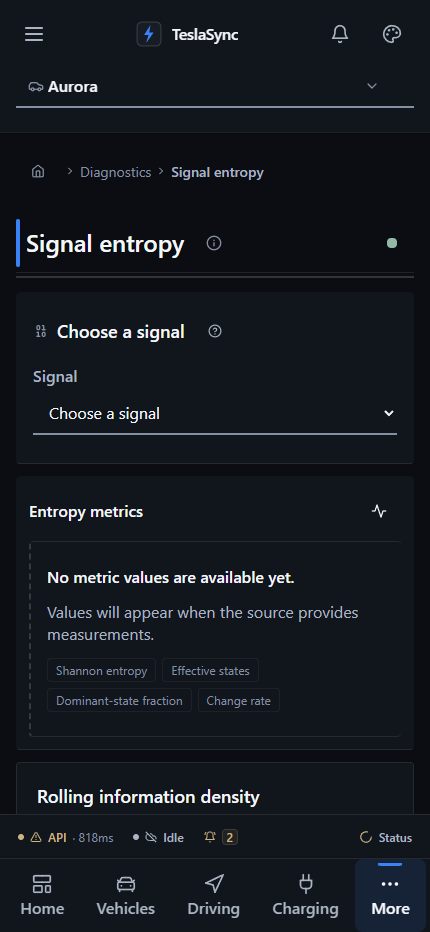 TeslaSync
Aurora
Diagnostics Signal entropy
Signal entropy
Choose a signal
Signal
Choose a signal
Entropy metrics
No metric values are available yet.
Values will appear when the source provides
measurements.
Shannon entropy Effective states
Dominant-state fraction Change rate
Rolling information density
API · 818ms Idle 2 Status
Home Vehicles Driving Charging More